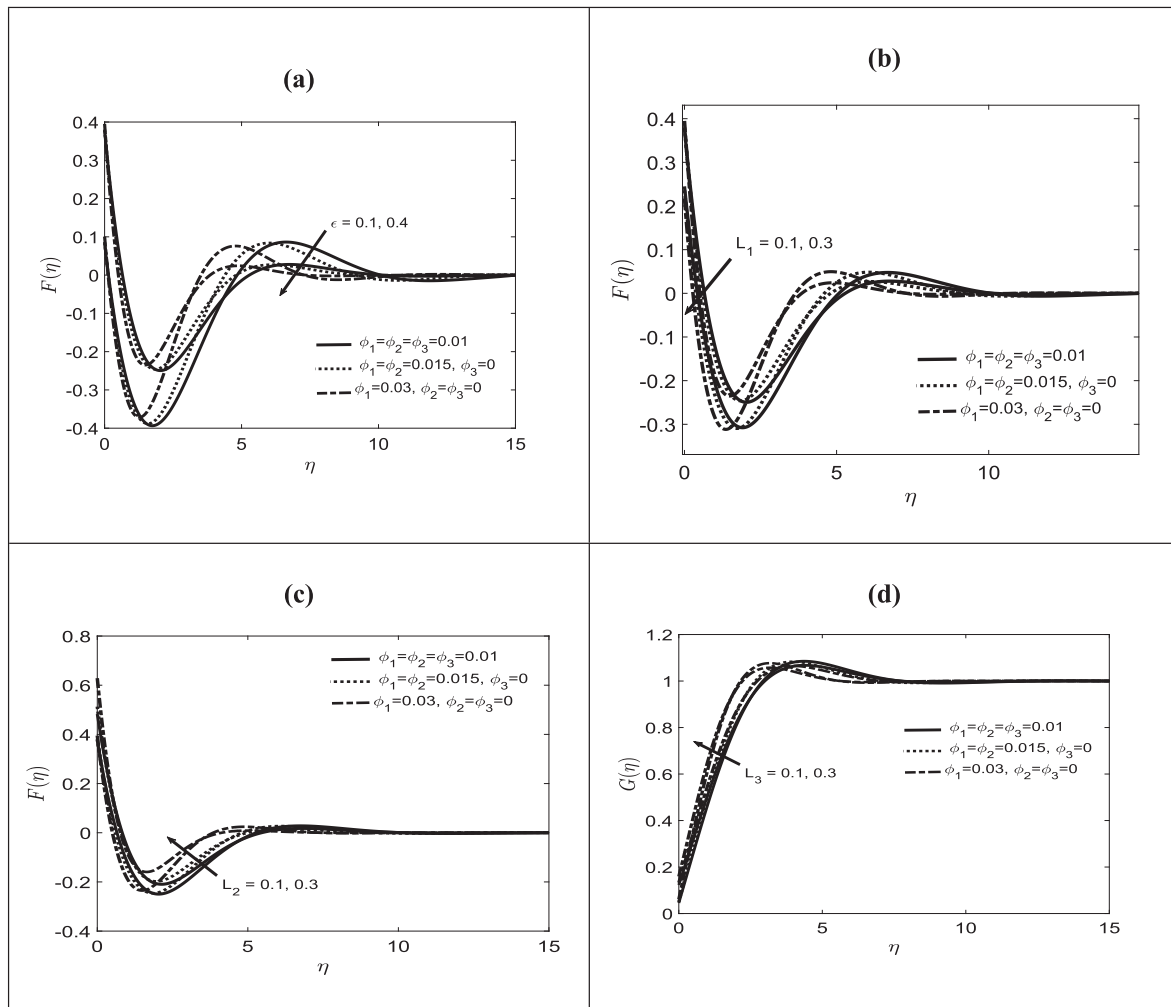 (a)
0.4
0.3
0.2
0.1
0
-0.1
-0.2
-0.3
-0.4
F(η)
ϵ = 0.1, 0.4
ϕ₁=ϕ₂=ϕ₃=0.01
ϕ₁=ϕ₂=0.015, ϕ₃=0
ϕ₁=0.03, ϕ₂=ϕ₃=0
0 5 10 15
η
(b)
0.4
0.3
0.2
0.1
0
-0.1
-0.2
-0.3
F(η)
L₁ = 0.1, 0.3
ϕ₁=ϕ₂=ϕ₃=0.01
ϕ₁=ϕ₂=0.015, ϕ₃=0
ϕ₁=0.03, ϕ₂=ϕ₃=0
0 5 10
η
(c)
0.8
0.6
0.4
0.2
0
-0.2
-0.4
F(η)
ϕ₁=ϕ₂=ϕ₃=0.01
ϕ₁=ϕ₂=0.015, ϕ₃=0
ϕ₁=0.03, ϕ₂=ϕ₃=0
L₂ = 0.1, 0.3
0 5 10 15
η
(d)
1.2
1
0.8
0.6
0.4
0.2
0
G(η)
ϕ₁=ϕ₂=ϕ₃=0.01
ϕ₁=ϕ₂=0.015, ϕ₃=0
ϕ₁=0.03, ϕ₂=ϕ₃=0
L₃ = 0.1, 0.3
0 5 10 15
η